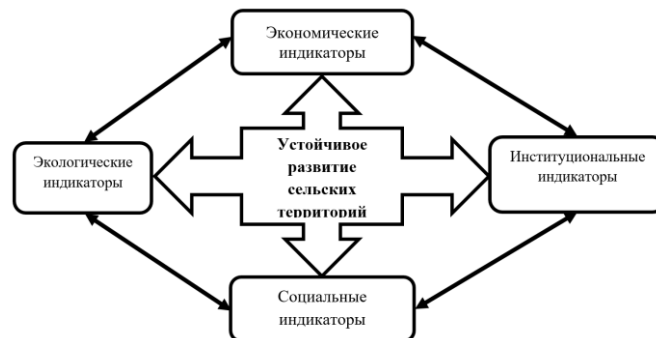 Экономические
индикаторы
Экологические
индикаторы
Устойчивое
развитие
сельских
территорий
Институциональные
индикаторы
Социальные
индикаторы